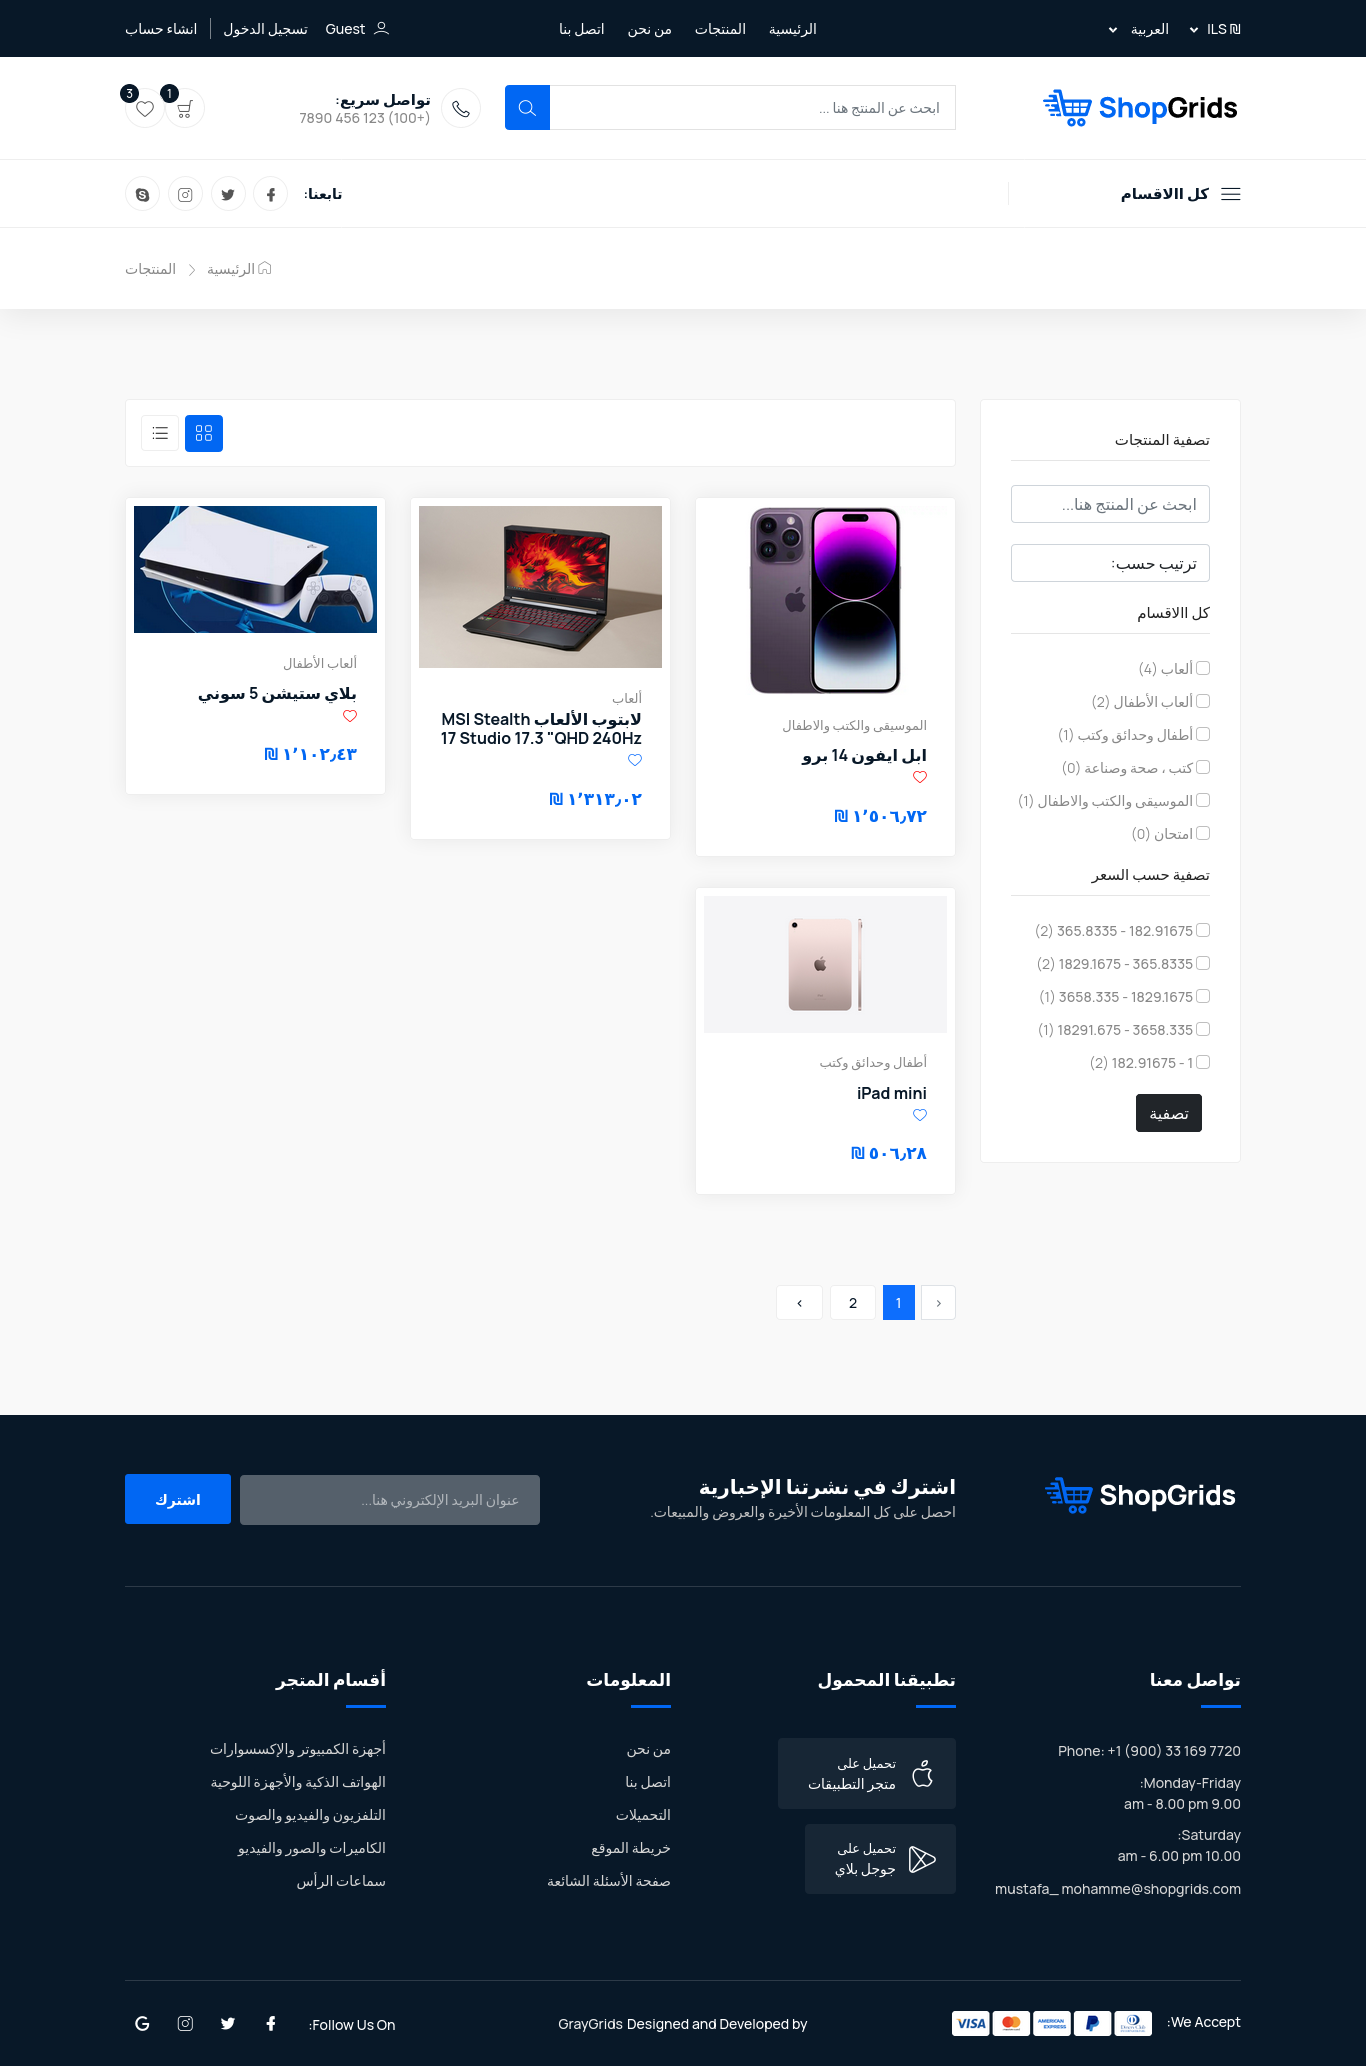 ₪ ILS
العربية
الرئيسية
المنتجات
من نحن
اتصل بنا
Guest
تسجيل الدخول
انشاء حساب
ShopGrids
ابحث عن المنتج هنا ...
تواصل سريع:
(+100) 123 456 7890
1
3
كل االاقسام
تابعنا:
الرئيسية
المنتجات
تصفية المنتجات
ابحث عن المنتج هنا...
ترتيب حسب:
كل االاقسام
ألعاب (4)
ألعاب الأطفال (2)
أطفال وحدائق وكتب (1)
كتب ، صحة وصناعة (0)
الموسيقى والكتب والاطفال (1)
امتحان (0)
تصفية حسب السعر
182.91675 - 365.8335 (2)
365.8335 - 1829.1675 (2)
1829.1675 - 3658.335 (1)
3658.335 - 18291.675 (1)
1 - 182.91675 (2)
تصفية
الموسيقى والكتب والاطفال
ابل ايفون 14 برو
١٬٥٠٦٫٧٢ ₪
ألعاب
لابتوب الألعاب MSI Stealth
17 Studio 17.3 "QHD 240Hz
١٬٣١٣٫٠٢ ₪
ألعاب الأطفال
بلاي ستيشن 5 سوني
١٬١٠٢٫٤٣ ₪
أطفال وحدائق وكتب
iPad mini
٥٠٦٫٢٨ ₪
‹
1
2
›
ShopGrids
اشترك في نشرتنا الإخبارية
احصل على كل المعلومات الأخيرة والعروض والمبيعات.
عنوان البريد الإلكتروني هنا...
اشترك
تواصل معنا
Phone: +1 (900) 33 169 7720
Monday-Friday:
9.00 am - 8.00 pm
Saturday:
10.00 am - 6.00 pm
mustafa_ mohamme@shopgrids.com
تطبيقنا المحمول
تحميل على
متجر التطبيقات
تحميل على
جوجل بلاي
المعلومات
من نحن
اتصل بنا
التحميلات
خريطة الموقع
صفحة الأسئلة الشائعة
أقسام المتجر
أجهزة الكمبيوتر والإكسسوارات
الهواتف الذكية والأجهزة اللوحية
التلفزيون والفيديو والصوت
الكاميرات والصور والفيديو
سماعات الرأس
We Accept:
VISA
AMERICAN EXPRESS
Diners Club
GrayGrids Designed and Developed by
Follow Us On: